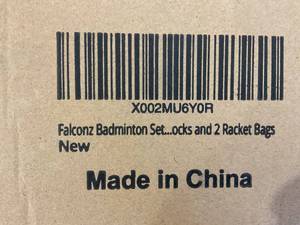 X002MU6Y0R
Falconz Badminton Set...ocks and 2 Racket Bags
New
Made in China